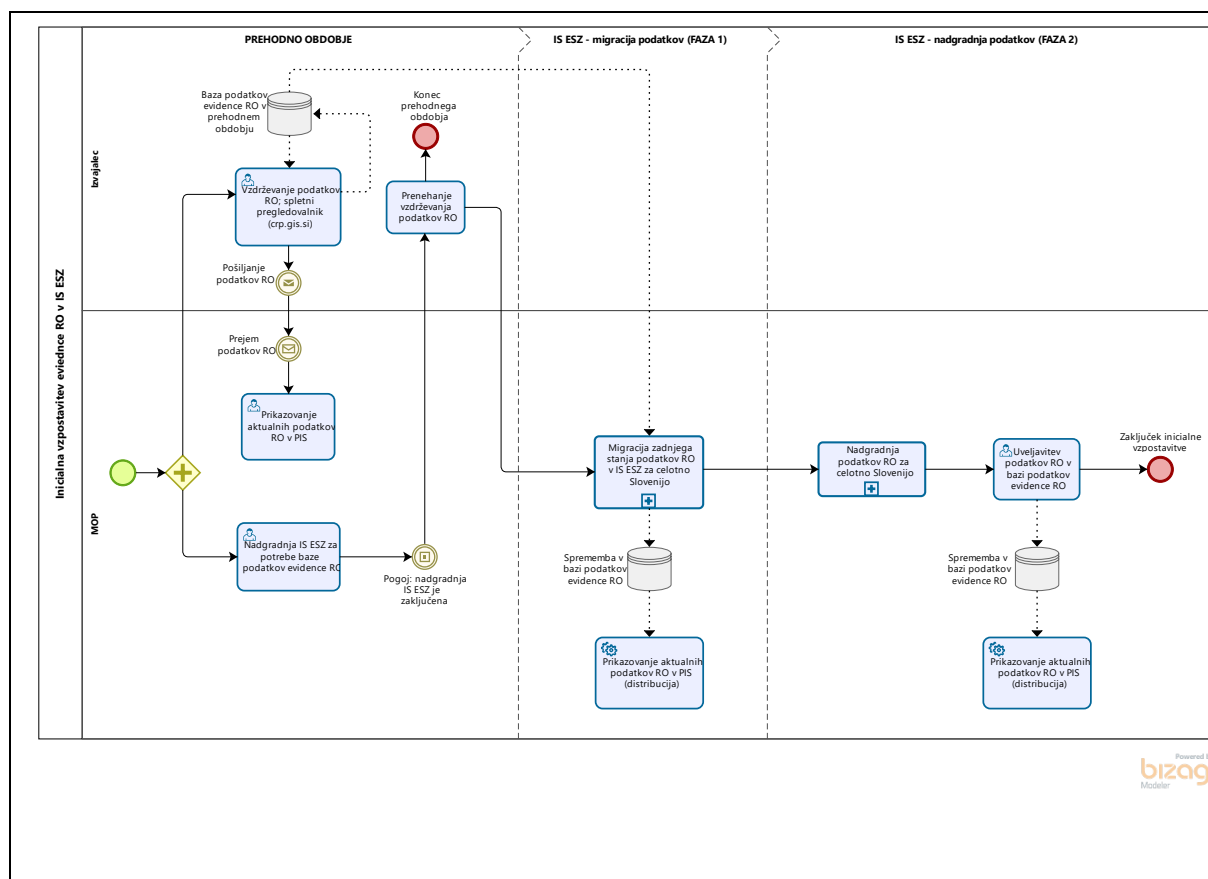 Inicialna vzpostavitev eviednce RO v IS ESZ
PREHODNO OBDOBJE
IS ESZ - migracija podatkov (FAZA 1)
IS ESZ - nadgradnja podatkov (FAZA 2)
Izvajalec
Baza podatkov
evidence RO v
prehodnem
obdobju
Konec
prehodnega
obdobja
Vzdrževanje podatkov
RO; spletni
pregledovalnik
(crp.gis.si)
Prenehanje
vzdrževanja
podatkov RO
Pošiljanje
podatkov RO
MOP
Prejem
podatkov RO
Prikazovanje
aktualnih podatkov
RO v PIS
Nadgradnja IS ESZ za
potrebe baze
podatkov evidence RO
Pogoj: nadgradnja
IS ESZ je
zaključena
Migracija zadnjega
stanja podatkov RO
v IS ESZ za celotno
Slovenijo
Sprememba v
bazi podatkov
evidence RO
Prikazovanje aktualnih
podatkov RO v PIS
(distribucija)
Nadgradnja
podatkov RO za
celotno Slovenijo
Uveljavitev
podatkov RO v
bazi podatkov
evidence RO
Zaključek inicialne
vzpostavitve
Sprememba v
bazi podatkov
evidence RO
Prikazovanje aktualnih
podatkov RO v PIS
(distribucija)
Powered
bizag
Modeler